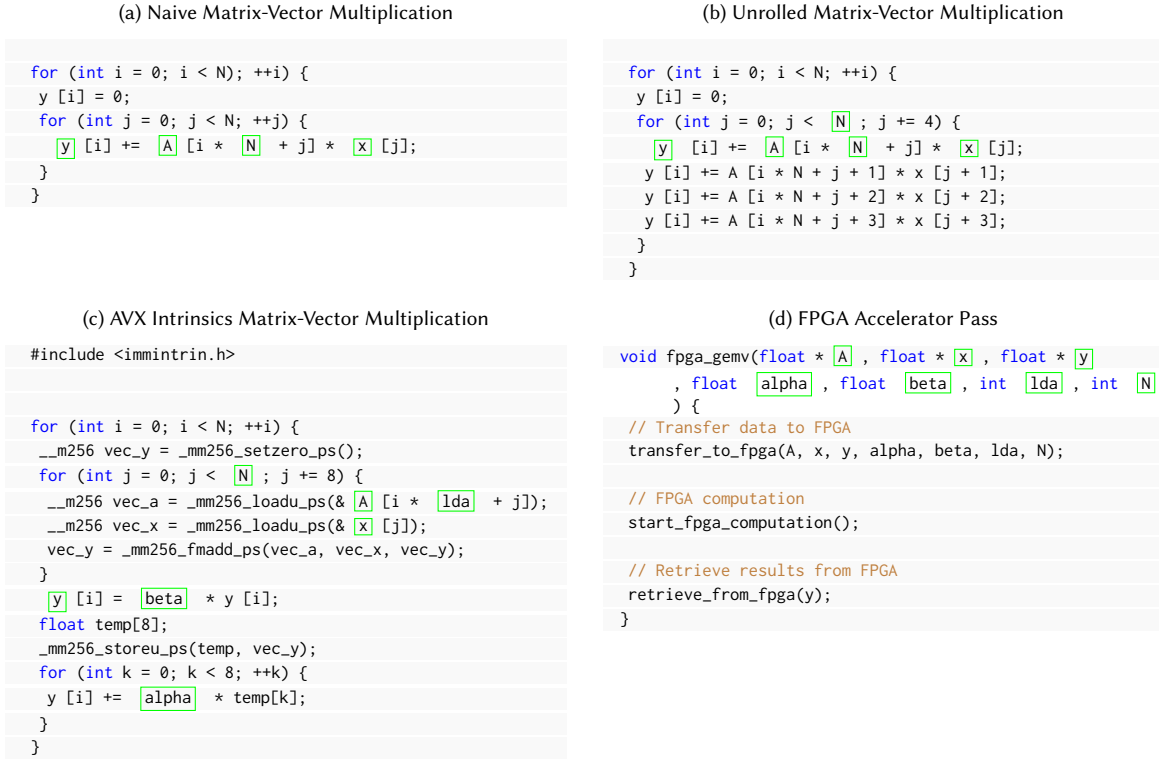 (a) Naive Matrix-Vector Multiplication
for (int i = 0; i < N); ++i) {
y [i] = 0;
for (int j = 0; j < N; ++j) {
y [i] += A [i * N + j] * x [j];
}
}
(b) Unrolled Matrix-Vector Multiplication
for (int i = 0; i < N; ++i) {
y [i] = 0;
for (int j = 0; j < N ; j += 4) {
y [i] += A [i * N + j] * x [j];
y [i] += A [i * N + j + 1] * x [j + 1];
y [i] += A [i * N + j + 2] * x [j + 2];
y [i] += A [i * N + j + 3] * x [j + 3];
}
}
(c) AVX Intrinsics Matrix-Vector Multiplication
#include <immintrin.h>
for (int i = 0; i < N; ++i) {
__m256 vec_y = _mm256_setzero_ps();
for (int j = 0; j < N ; j += 8) {
__m256 vec_a = _mm256_loadu_ps(& A [i * lda + j]);
__m256 vec_x = _mm256_loadu_ps(& x [j]);
vec_y = _mm256_fmadd_ps(vec_a, vec_x, vec_y);
}
y [i] = beta * y [i];
float temp[8];
_mm256_storeu_ps(temp, vec_y);
for (int k = 0; k < 8; ++k) {
y [i] += alpha * temp[k];
}
}
(d) FPGA Accelerator Pass
void fpga_gemv(float * A , float * x , float * y
, float alpha , float beta , int lda , int N
) {
// Transfer data to FPGA
transfer_to_fpga(A, x, y, alpha, beta, lda, N);
// FPGA computation
start_fpga_computation();
// Retrieve results from FPGA
retrieve_from_fpga(y);
}